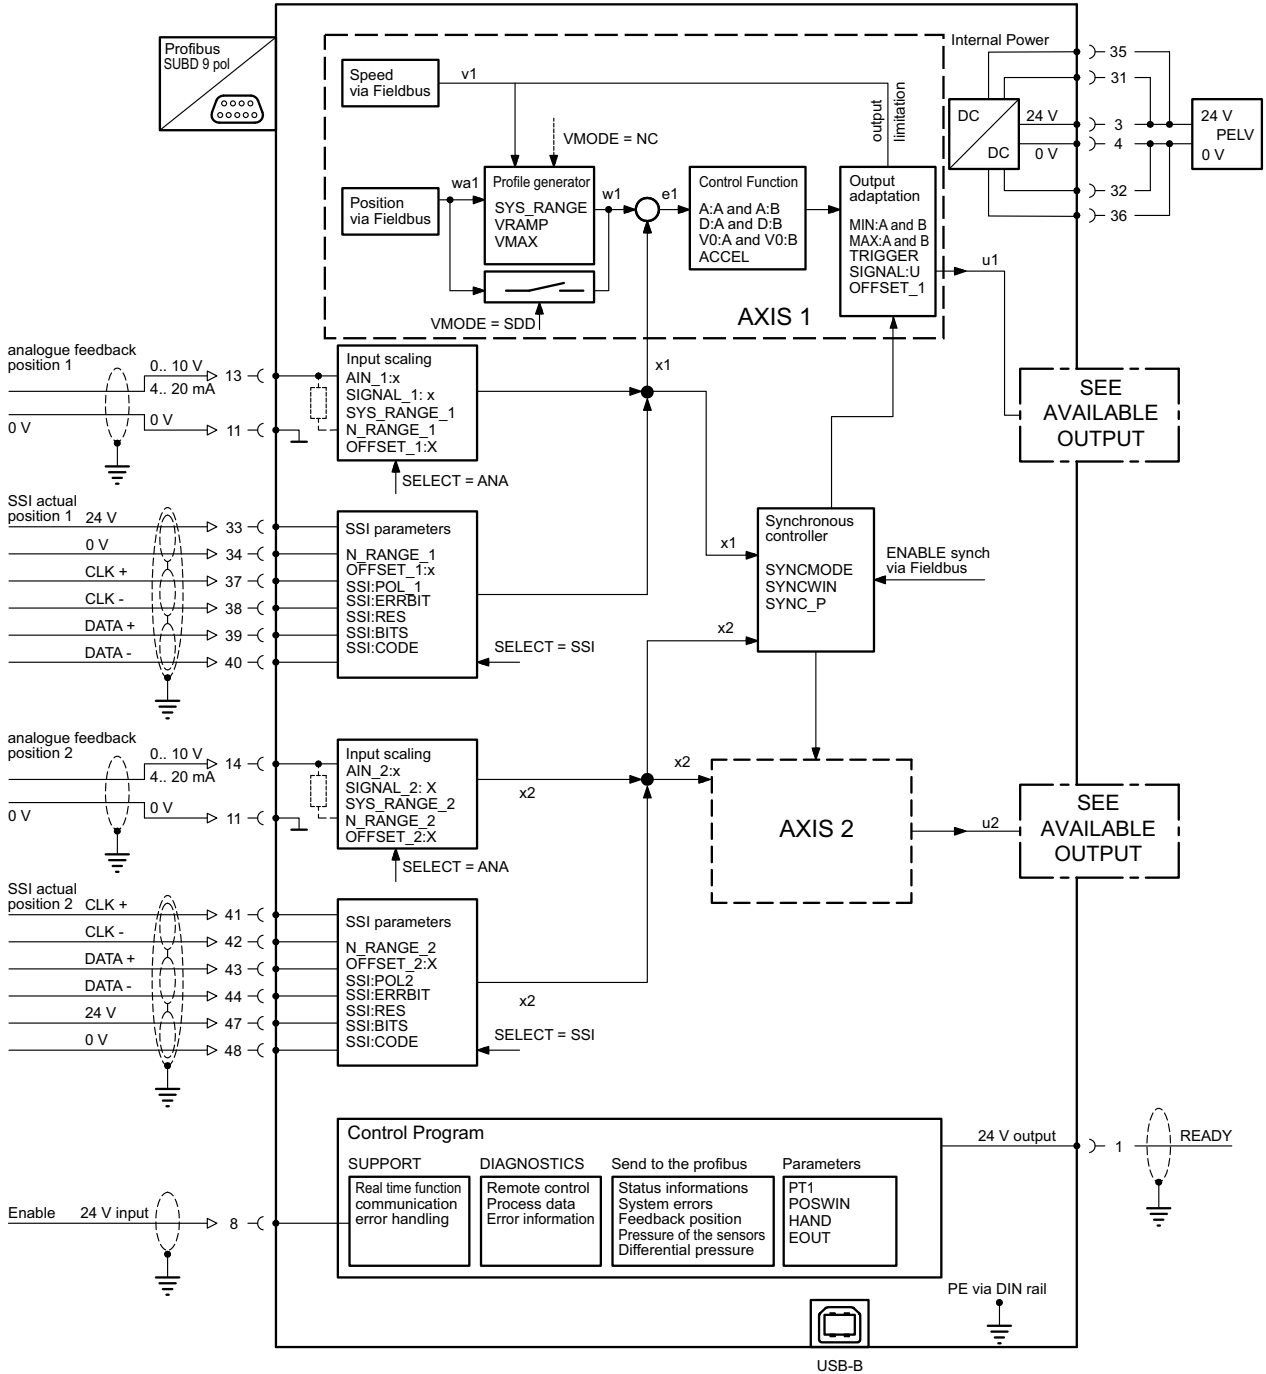 Profibus
SUBD 9 pol
Speed
via Fieldbus
v1
output
limitation
VMODE = NC
Position
via Fieldbus
wa1
Profile generator
SYS_RANGE
VRAMP
VMAX
w1
e1
Control Function
A:A and A:B
D:A and D:B
V0:A and V0:B
ACCEL
Output
adaptation
MIN:A and B
MAX:A and B
TRIGGER
SIGNAL:U
OFFSET_1
VMODE = SDD
AXIS 1
u1
Internal Power
DC
DC
24 V
0 V
35
31
3
4
32
36
24 V
PELV
0 V
analogue feedback
position 1
0.. 10 V
4.. 20 mA
0 V
0 V
13
11
Input scaling
AIN_1:x
SIGNAL_1: x
SYS_RANGE_1
N_RANGE_1
OFFSET_1:X
SELECT = ANA
x1
SEE
AVAILABLE
OUTPUT
SSI actual
position 1
24 V
0 V
CLK +
CLK -
DATA +
DATA -
33
34
37
38
39
40
SSI parameters
N_RANGE_1
OFFSET_1:x
SSI:POL_1
SSI:ERRBIT
SSI:RES
SSI:BITS
SSI:CODE
SELECT = SSI
x1
x2
Synchronous
controller
SYNCMODE
SYNCWIN
SYNC_P
ENABLE synch
via Fieldbus
analogue feedback
position 2
0.. 10 V
4.. 20 mA
0 V
0 V
14
11
Input scaling
AIN_2:x
SIGNAL_2: X
SYS_RANGE_2
N_RANGE_2
OFFSET_2:X
SELECT = ANA
x2
x2
AXIS 2
u2
SEE
AVAILABLE
OUTPUT
SSI actual
position 2
CLK +
CLK -
DATA +
DATA -
24 V
0 V
41
42
43
44
47
48
SSI parameters
N_RANGE_2
OFFSET_2:X
SSI:POL2
SSI:ERRBIT
SSI:RES
SSI:BITS
SSI:CODE
x2
SELECT = SSI
Control Program
SUPPORT
Real time function
communication
error handling
DIAGNOSTICS
Remote control
Process data
Error information
Send to the profibus
Status informations
System errors
Feedback position
Pressure of the sensors
Differential pressure
Parameters
PT1
POSWIN
HAND
EOUT
24 V output
1
READY
Enable
24 V input
8
PE via DIN rail
USB-B